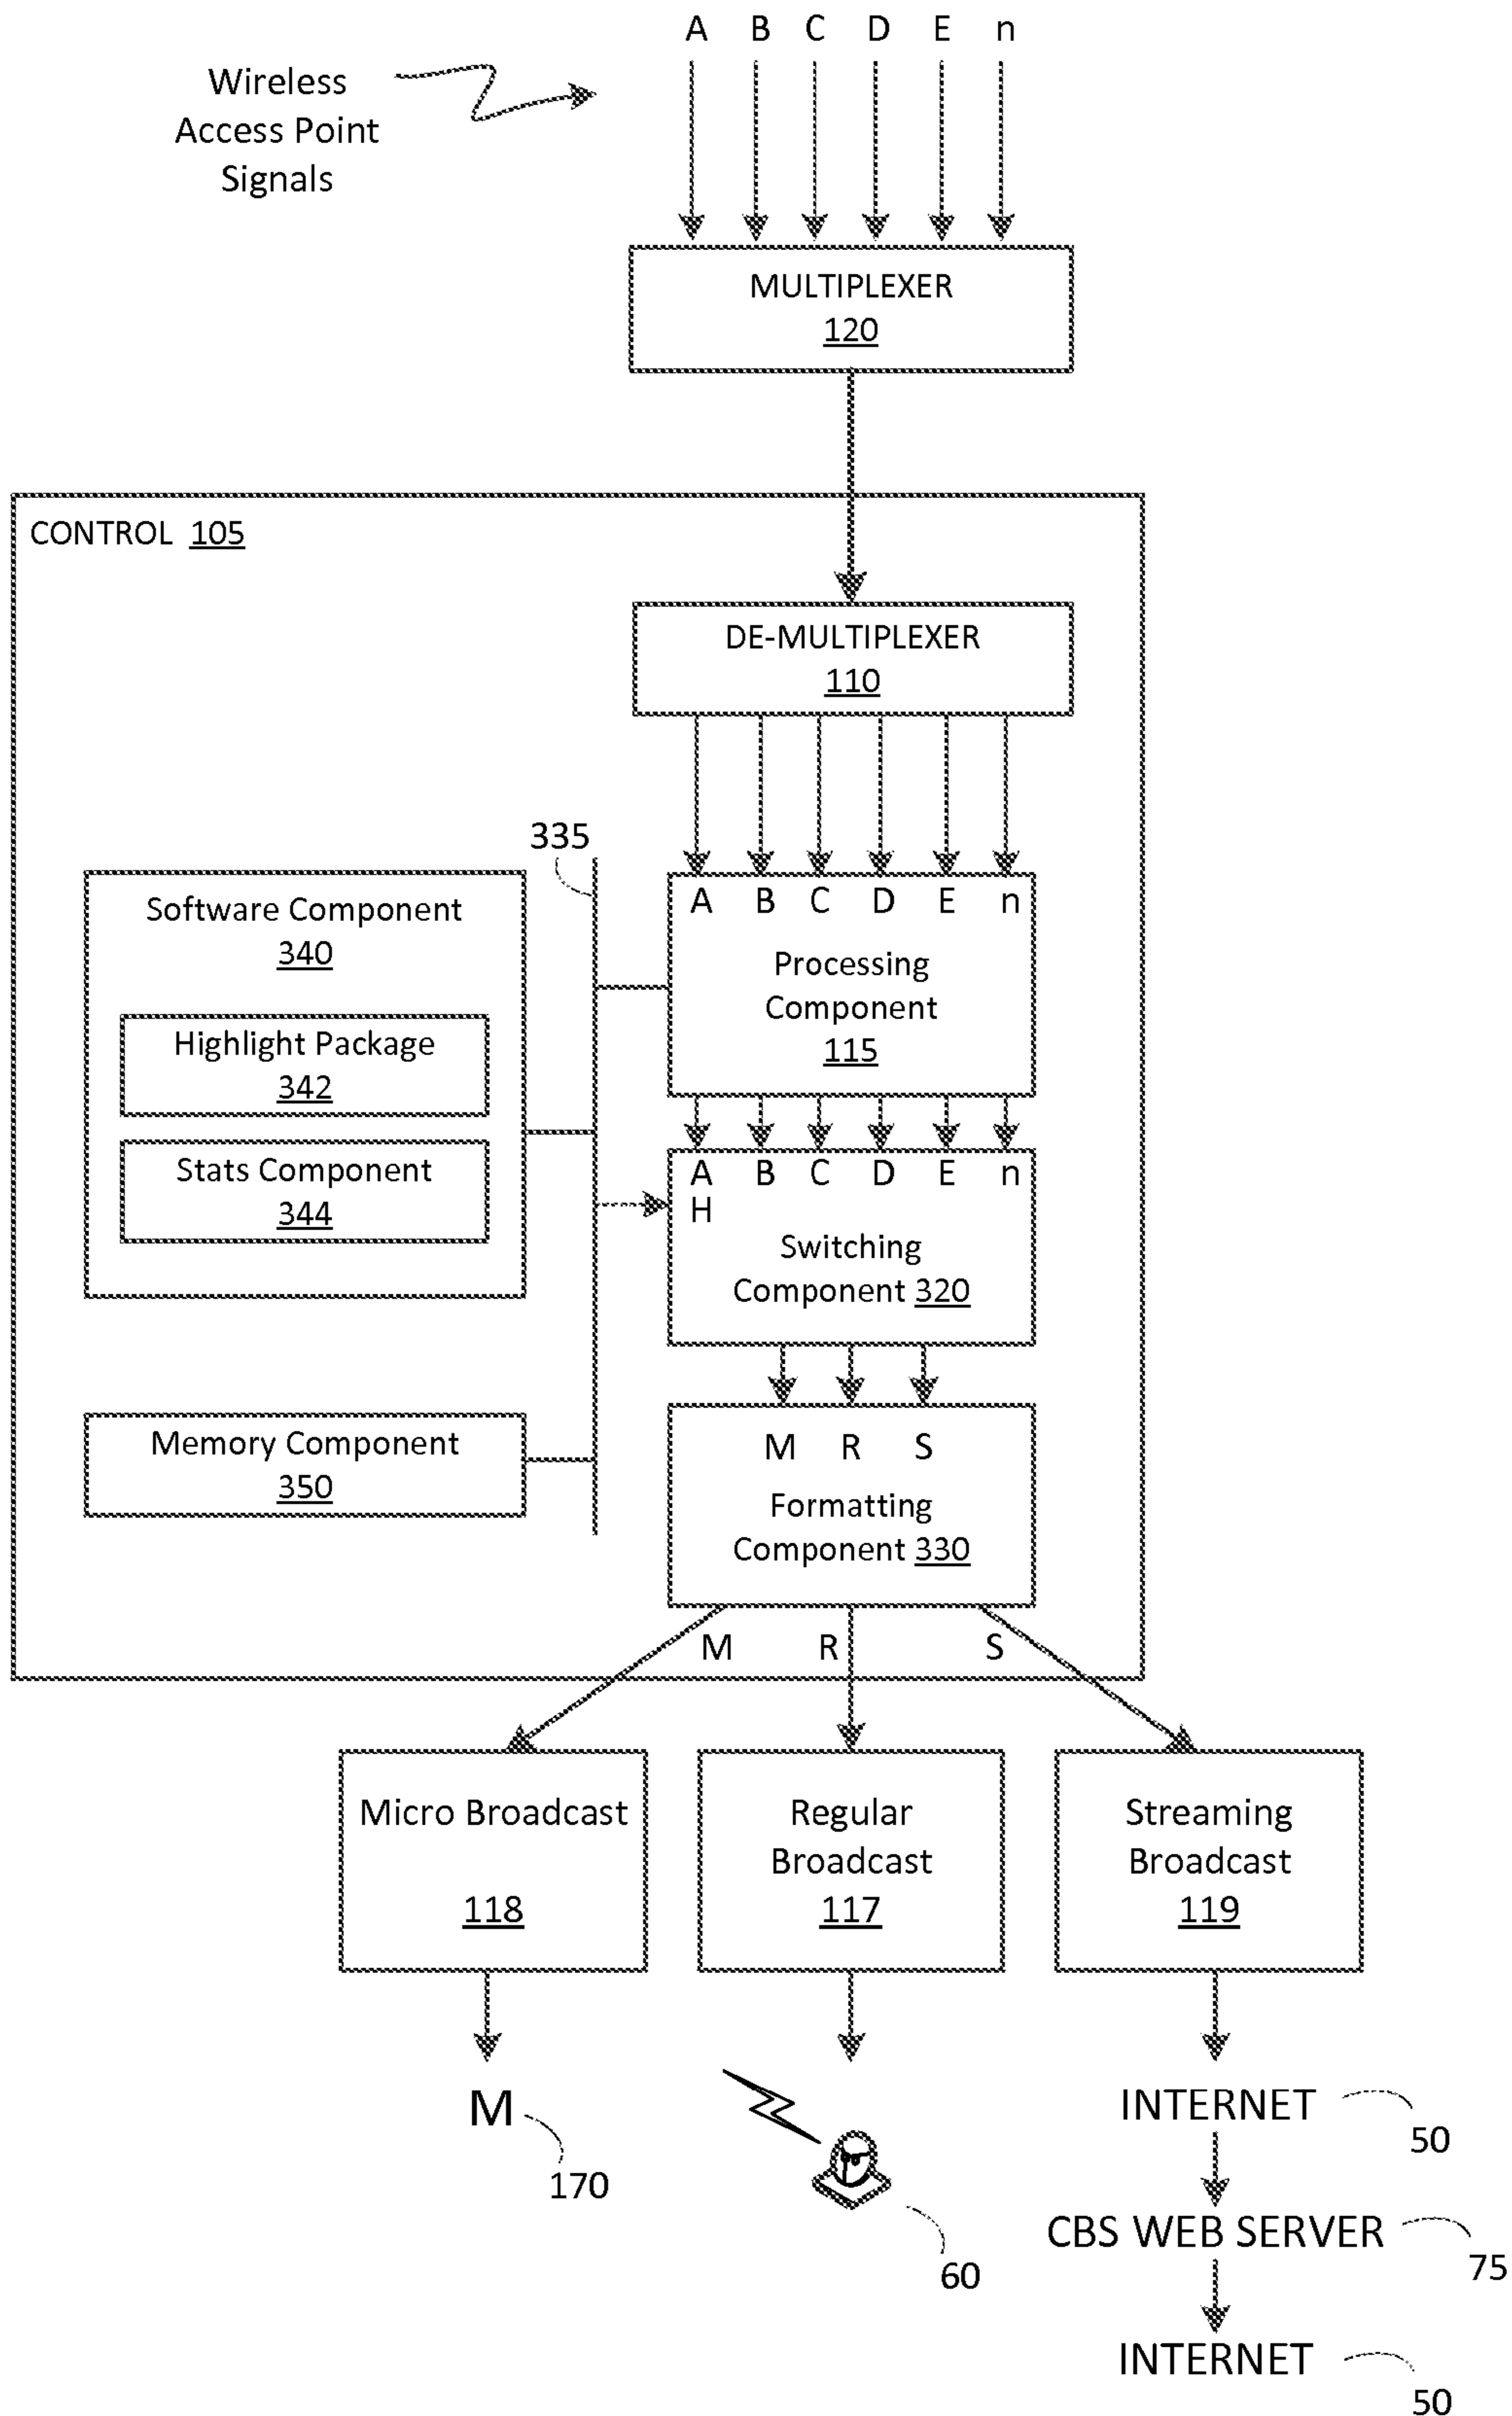 A B C D E n
Wireless
Access Point
Signals
MULTIPLEXER
120
CONTROL 105
DE-MULTIPLEXER
110
335
Software Component
340
Highlight Package
342
Stats Component
344
Memory Component
350
A B C D E n
Processing
Component
115
A B C D E n
H
Switching
Component 320
M R S
Formatting
Component 330
M R S
Micro Broadcast
118
Regular
Broadcast
117
Streaming
Broadcast
119
M
170
60
INTERNET
50
CBS WEB SERVER
75
INTERNET
50